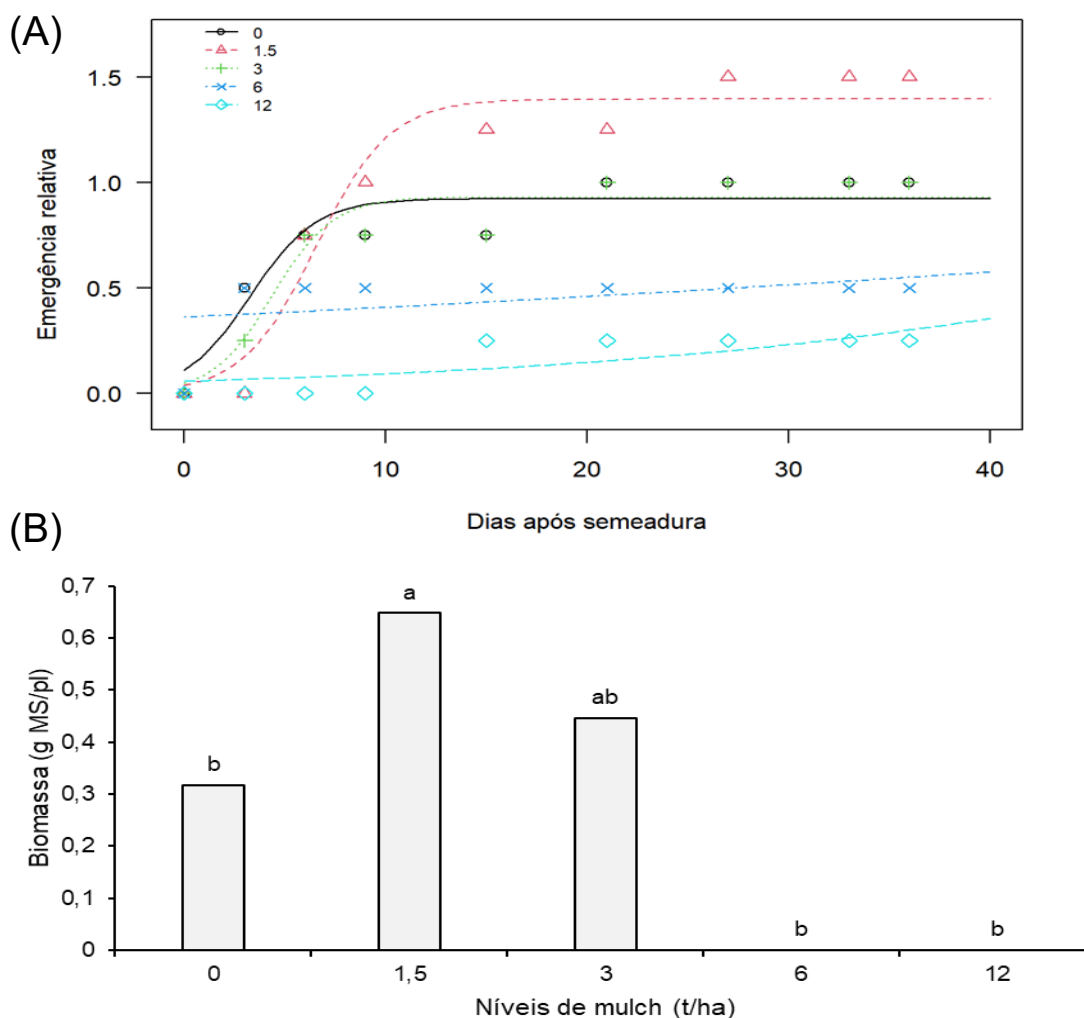 (A)
0
1.5
3
6
12
1.5
1.0
0.5
0.0
Emergência relativa
0 10 20 30 40
Dias após semeadura
(B)
0,7
0,6
0,5
0,4
0,3
0,2
0,1
0
Biomassa (g MS/pl)
b a ab b b
0 1,5 3 6 12
Níveis de mulch (t/ha)